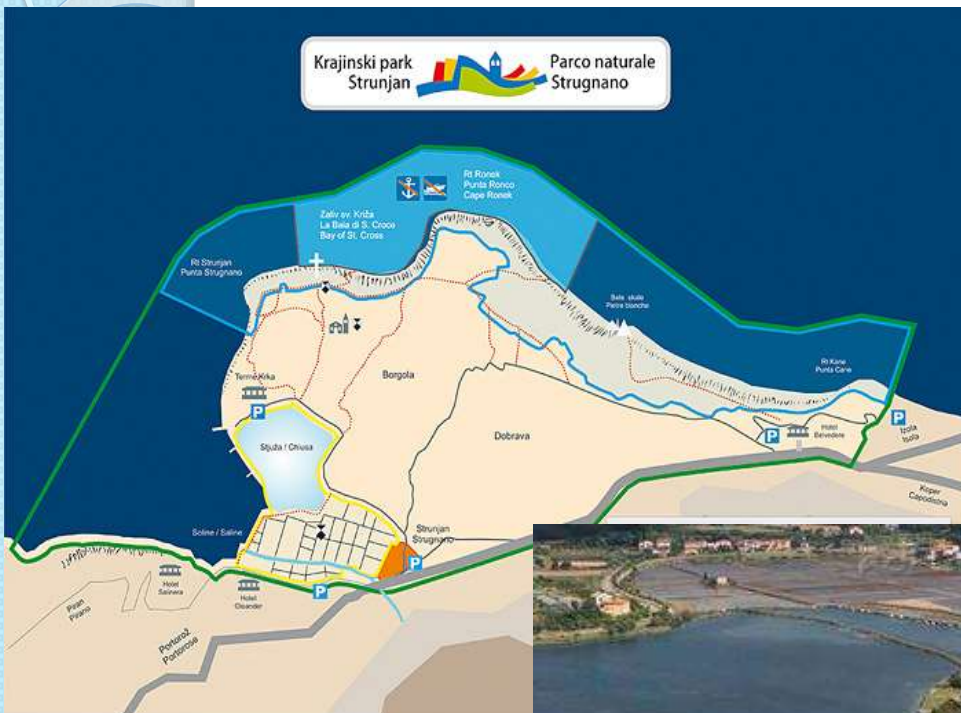 Krajinski park
Strunjan
Parco naturale
Strugnano
Rt Ronek
Punta Ronco
Cape Ronek
Zaliv sv. Križa
La Baia di S. Croce
Bay of St. Cross
Rt Strunjan
Punta Strugnano
Bele skale
Pietre bianche
Rt Kane
Punta Cane
Terme Krka
P
Borgola
Dobrava
Stjuža / Chiusa
P
Hotel
Belvedere
P
Izola
Isola
Koper
Capodistria
Soline / Saline
Strunjan
Strugnano
P
Hotel
Salinera
Hotel
Oleander
P
Piran
Pirano
Portorož
Portorose